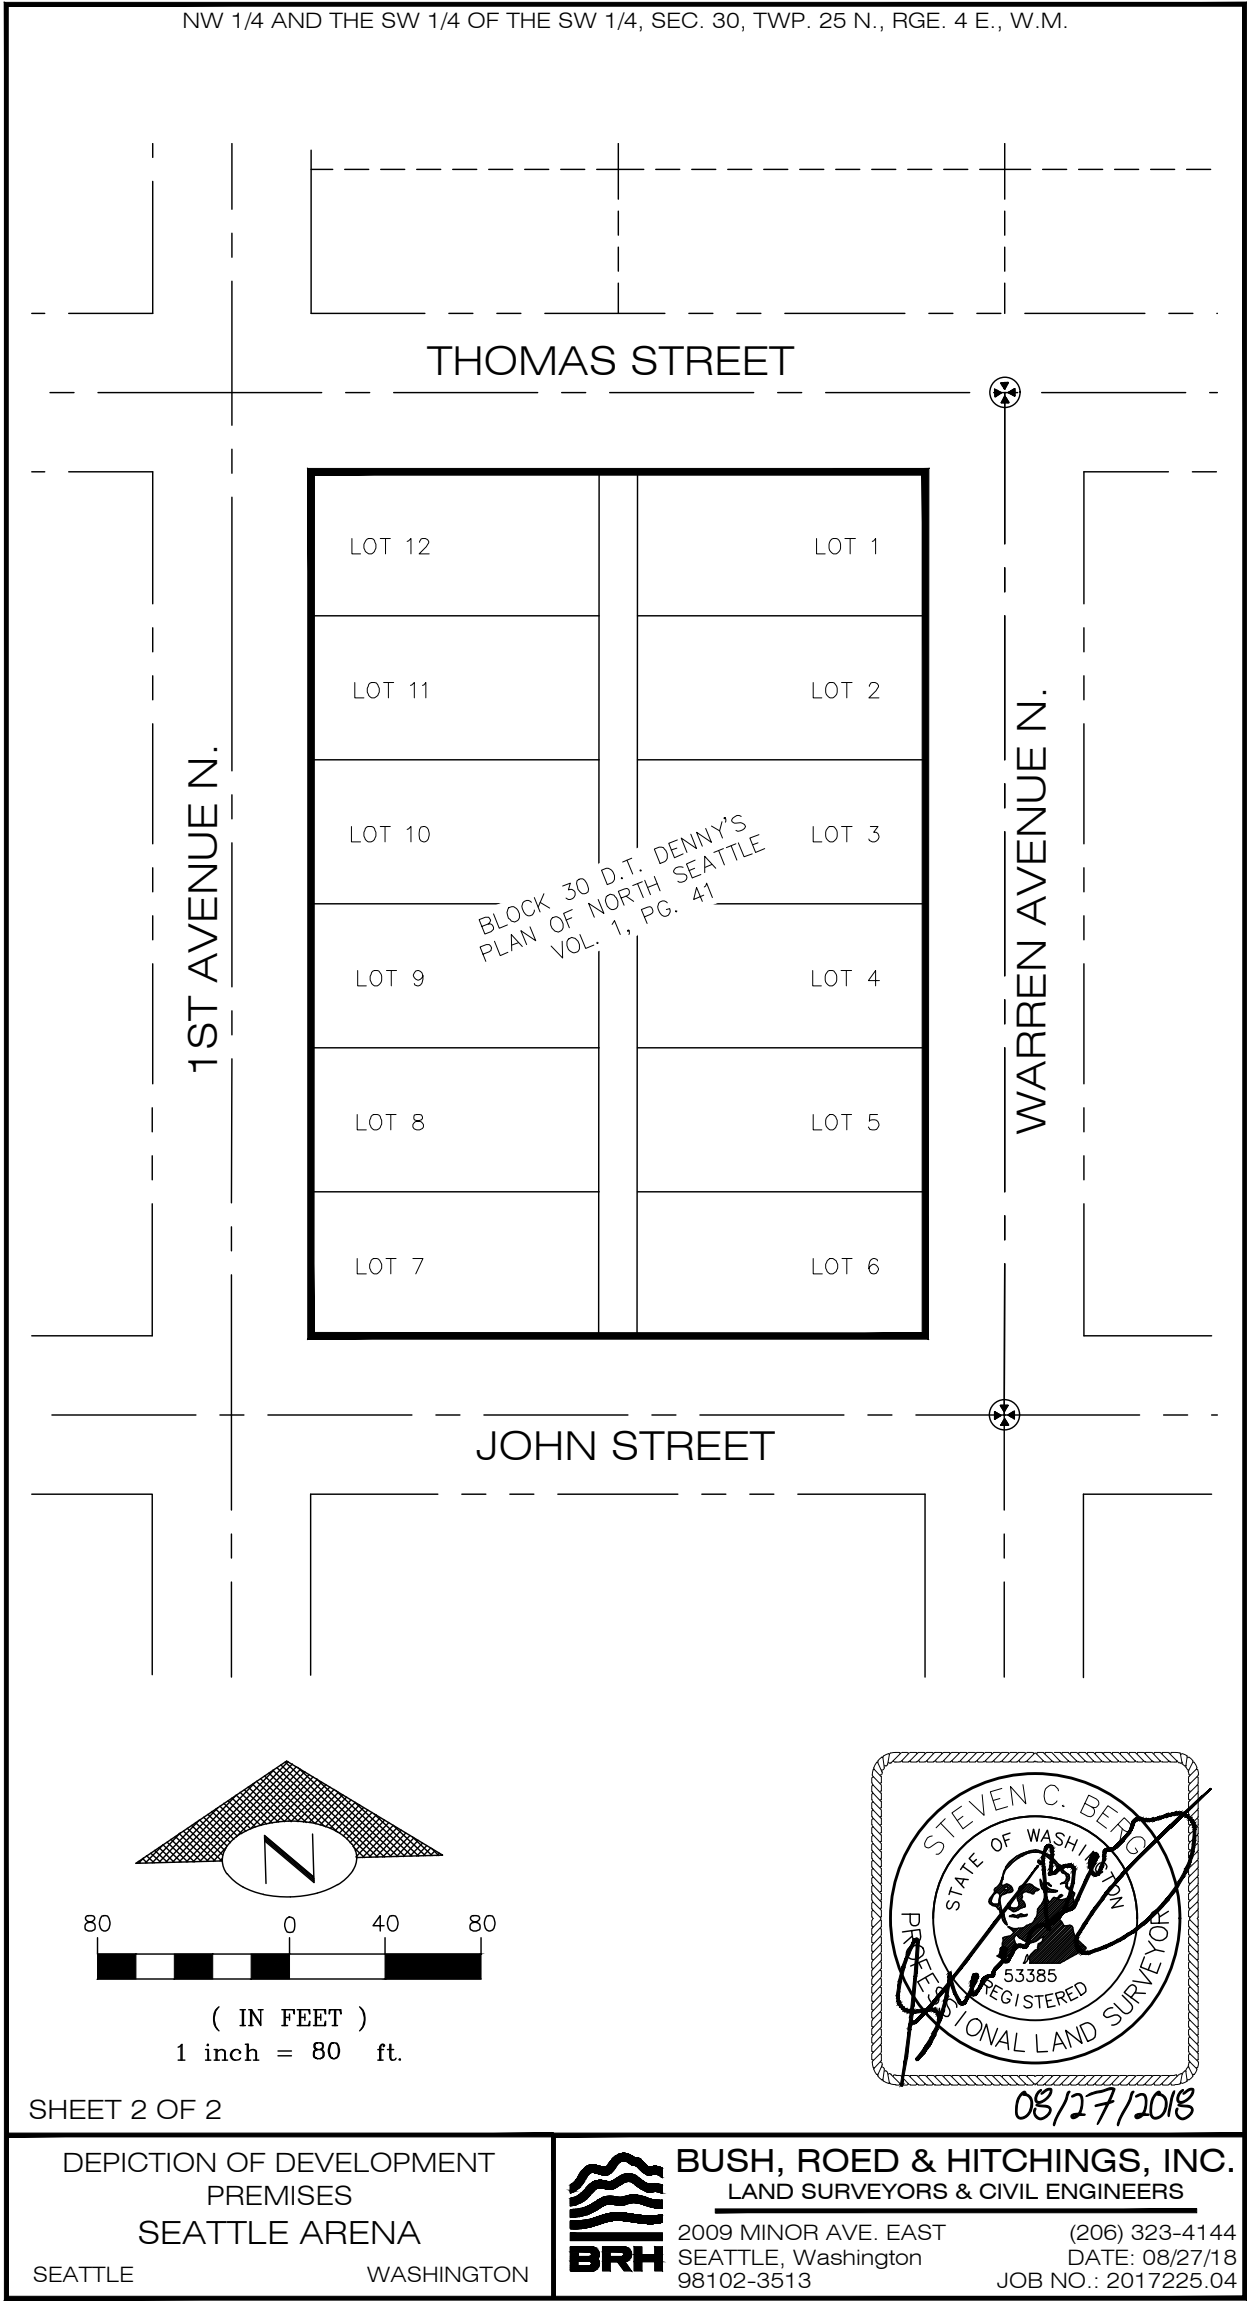 NW 1/4 AND THE SW 1/4 OF THE SW 1/4, SEC. 30, TWP. 25 N., RGE. 4 E., W.M.
THOMAS STREET
LOT 12
LOT 1
LOT 11
LOT 2
1ST AVENUE N.
WARREN AVENUE N.
LOT 10
LOT 3
BLOCK 30 D.T. DENNY'S
PLAN OF NORTH SEATTLE
VOL. 1, PG. 41
LOT 9
LOT 4
LOT 8
LOT 5
LOT 7
LOT 6
JOHN STREET
N
80 0 40 80
( IN FEET )
1 inch = 80 ft.
STEVEN C. BERG
STATE OF WASHINGTON
53385
REGISTERED
PROFESSIONAL LAND SURVEYOR
08/27/2018
SHEET 2 OF 2
DEPICTION OF DEVELOPMENT
PREMISES
SEATTLE ARENA
SEATTLE WASHINGTON
BRH
BUSH, ROED & HITCHINGS, INC.
LAND SURVEYORS & CIVIL ENGINEERS
2009 MINOR AVE. EAST (206) 323-4144
SEATTLE, Washington DATE: 08/27/18
98102-3513 JOB NO.: 2017225.04